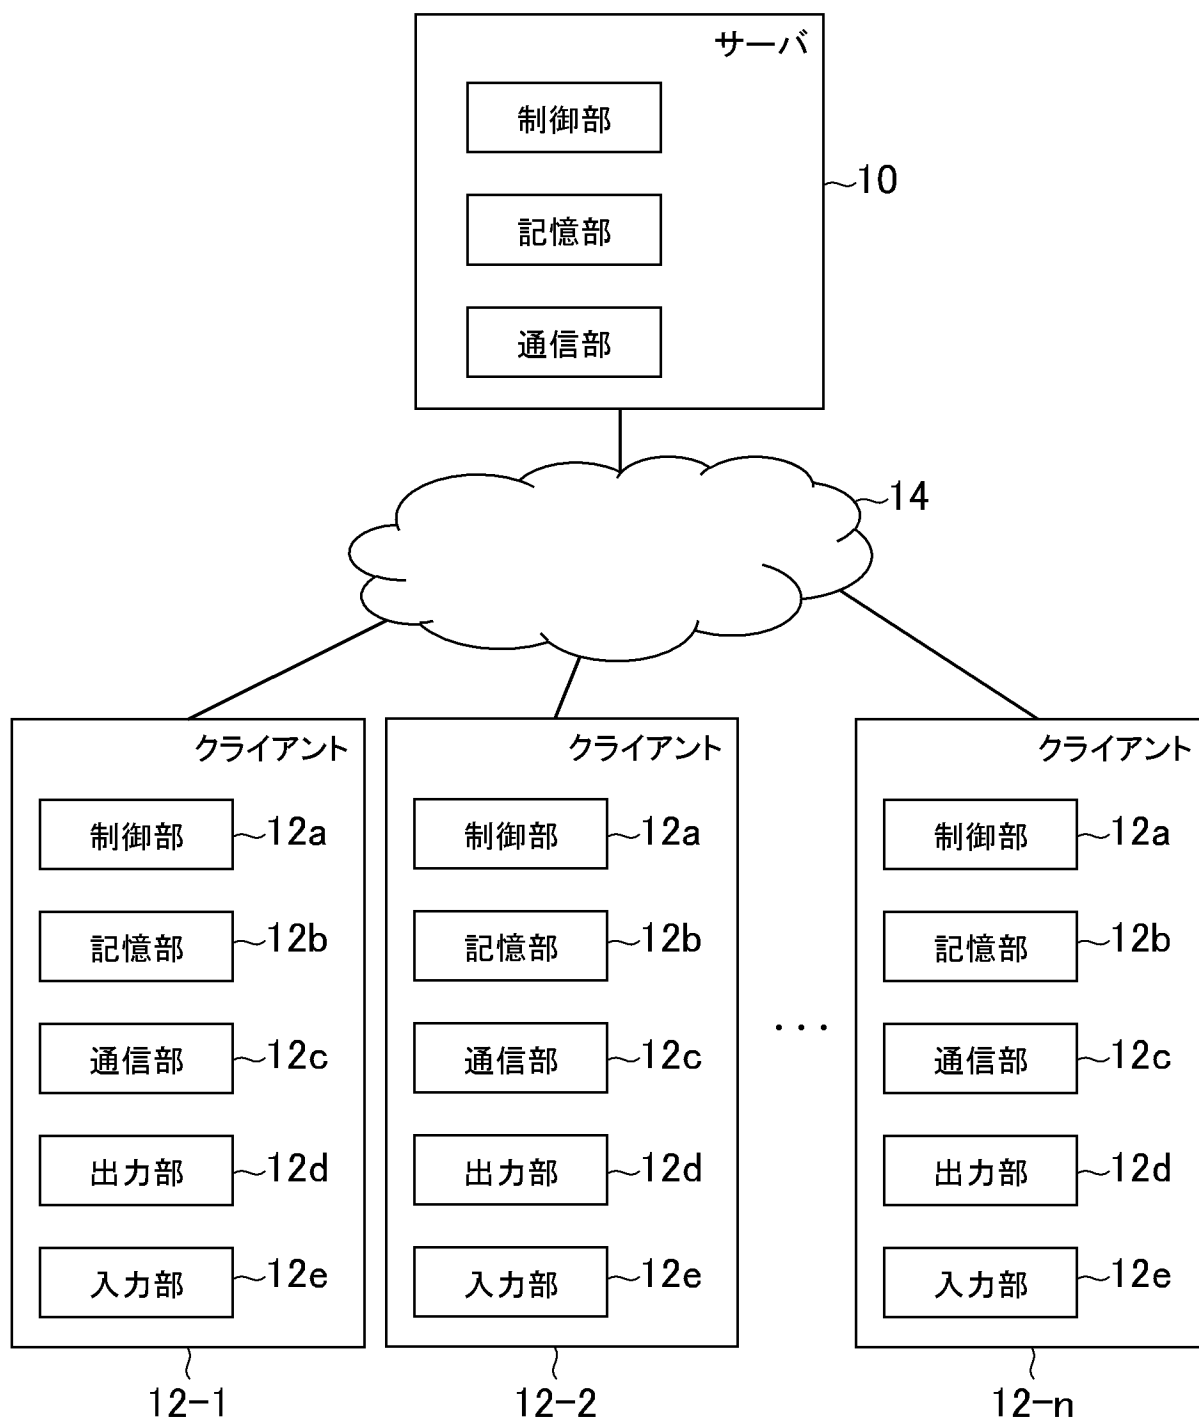 サーバ
制御部
10
記憶部
通信部
14
クライアント
制御部 12a
記憶部 12b
通信部 12c
出力部 12d
入力部 12e
12-1
クライアント
制御部 12a
記憶部 12b
通信部 12c
出力部 12d
入力部 12e
12-2
...
クライアント
制御部 12a
記憶部 12b
通信部 12c
出力部 12d
入力部 12e
12-n